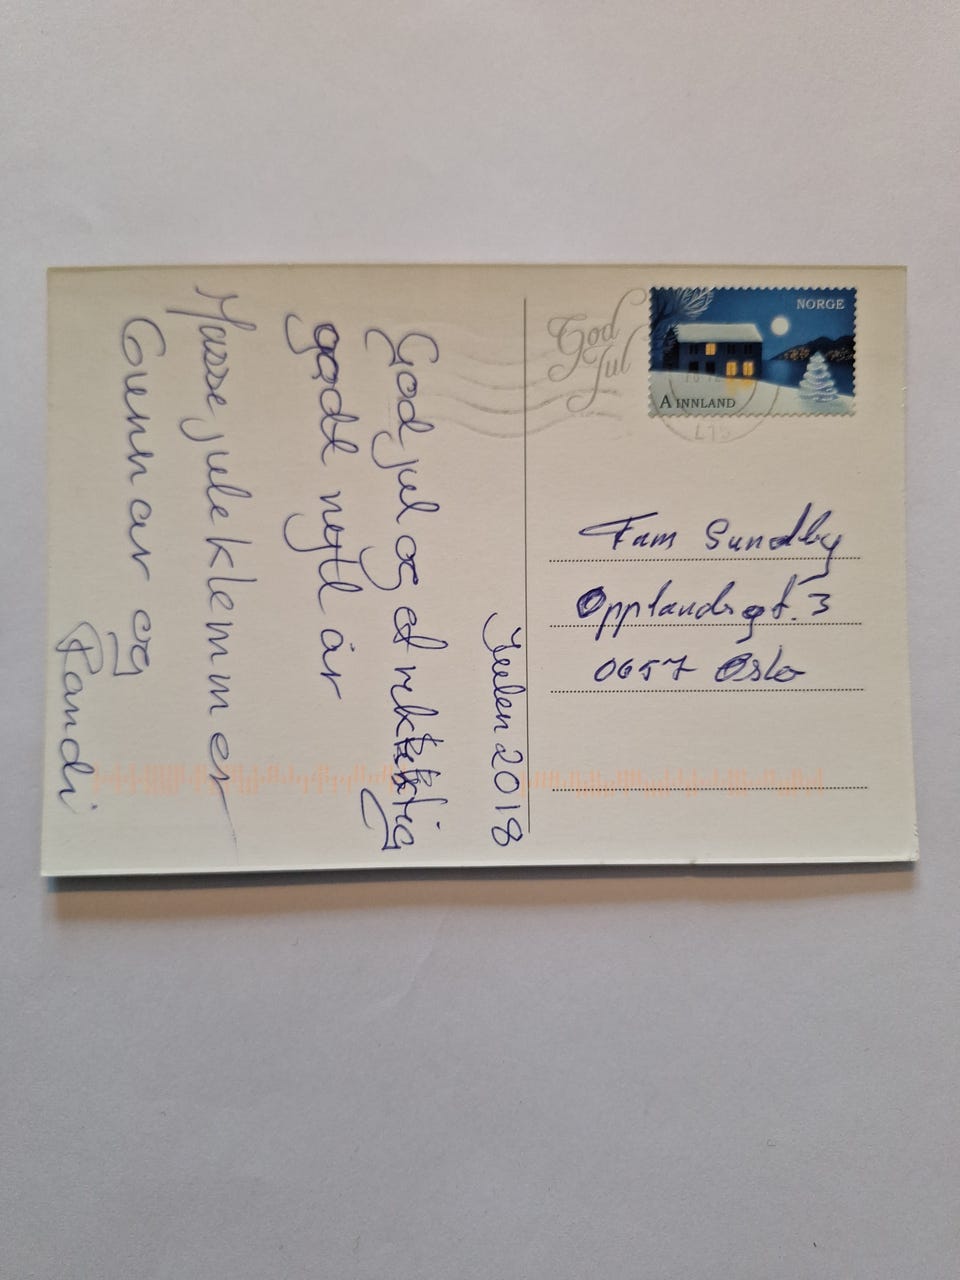 Julen 2018
God jul og et riktig
godt nytt år
Masse juleklemmer
Gunnar og
Randi
God
Jul
NORGE
A INNLAND
Fam Sundby
Opplandsgt. 3
0657 Oslo